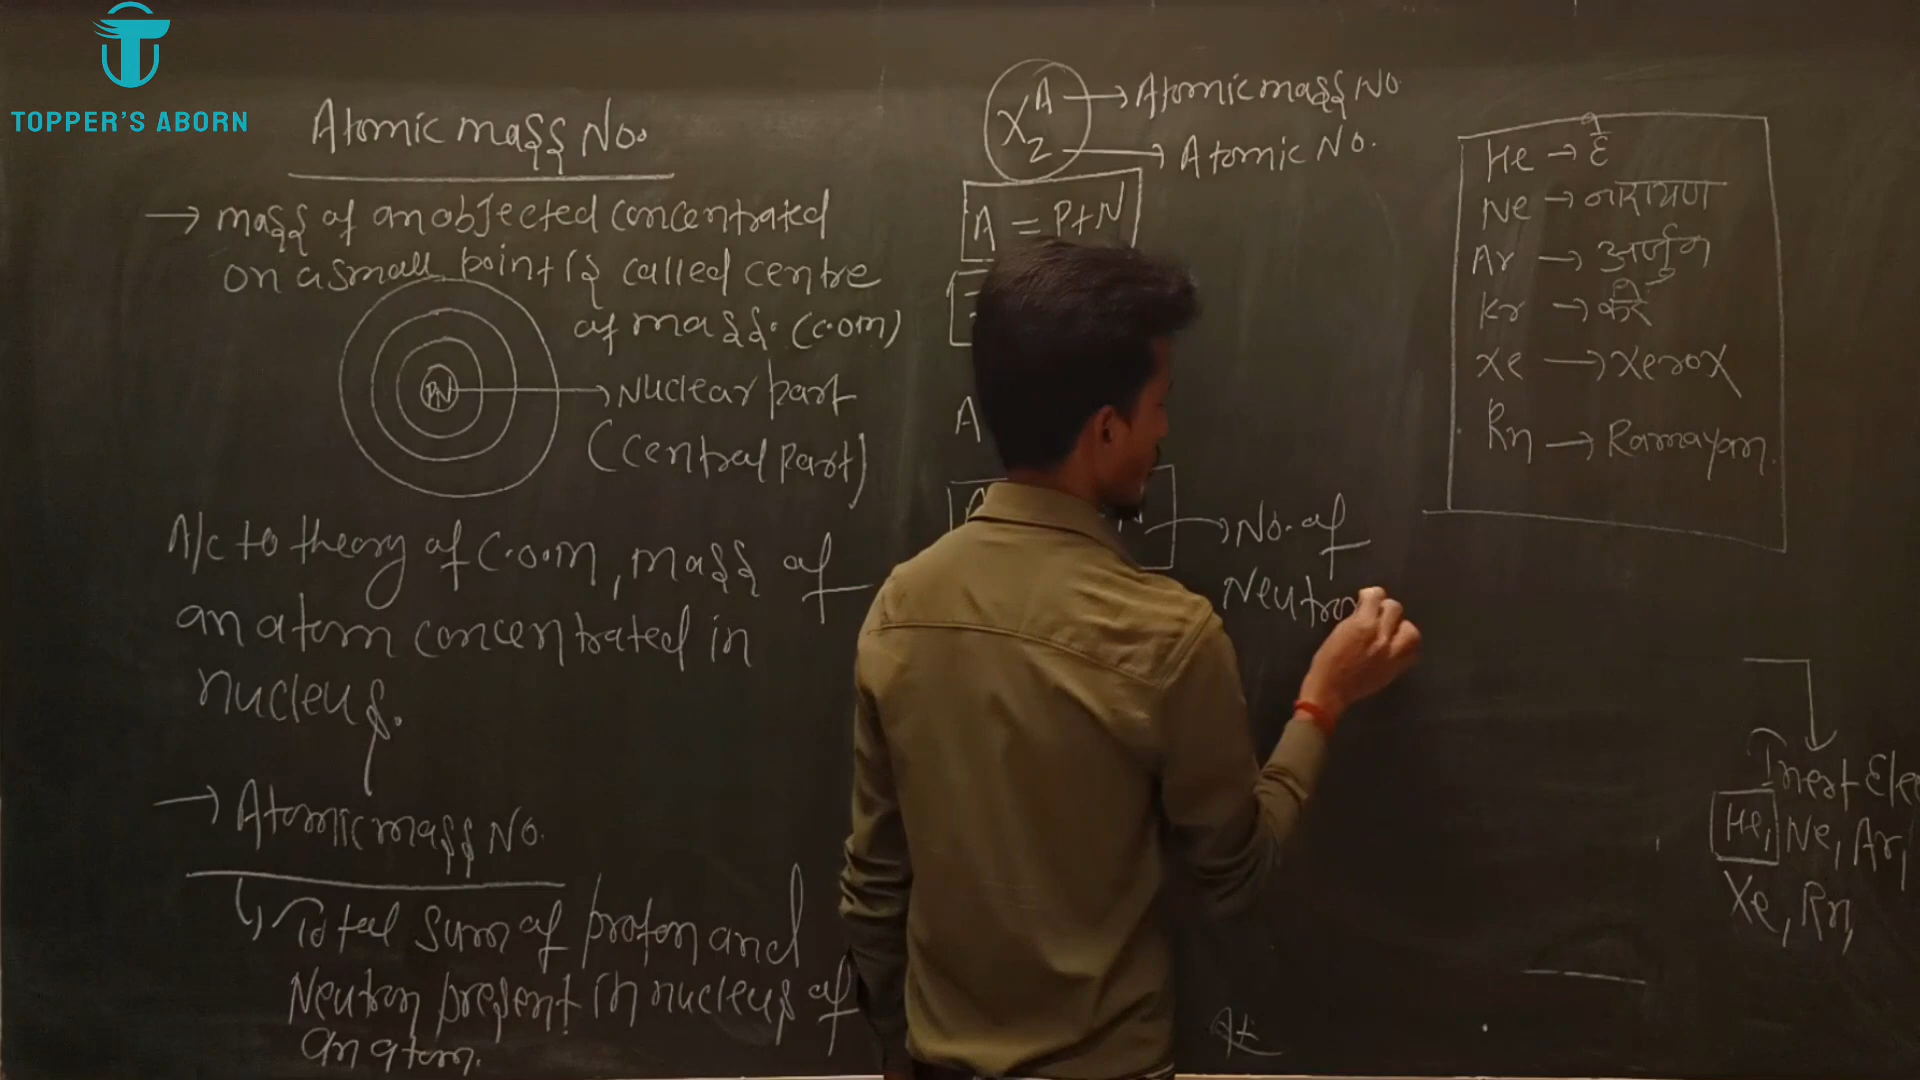 TOPPER'S ABORN
Atomic mass No.
→ mass of an objected concentrated
on a small point is called centre
of mass. (C.O.M)
PN
→ Nuclear part
(Central Part)
A/c to theory of C.O.M, mass of
an atom concentrated in
nucleus.
→ Atomic mass No.
↳ Total sum of proton and
Neutron present in nucleus of
an atom.
X A → Atomic mass No.
Z → Atomic No.
A = P+N
A
→ No. of
Neutron
He → है
Ne → नारायण
Ar → अर्जुन
Kr → करे
Xe → Xerox
Rn → Ramayan.
Inert Ele
He, Ne, Ar,
Xe, Rn,
At